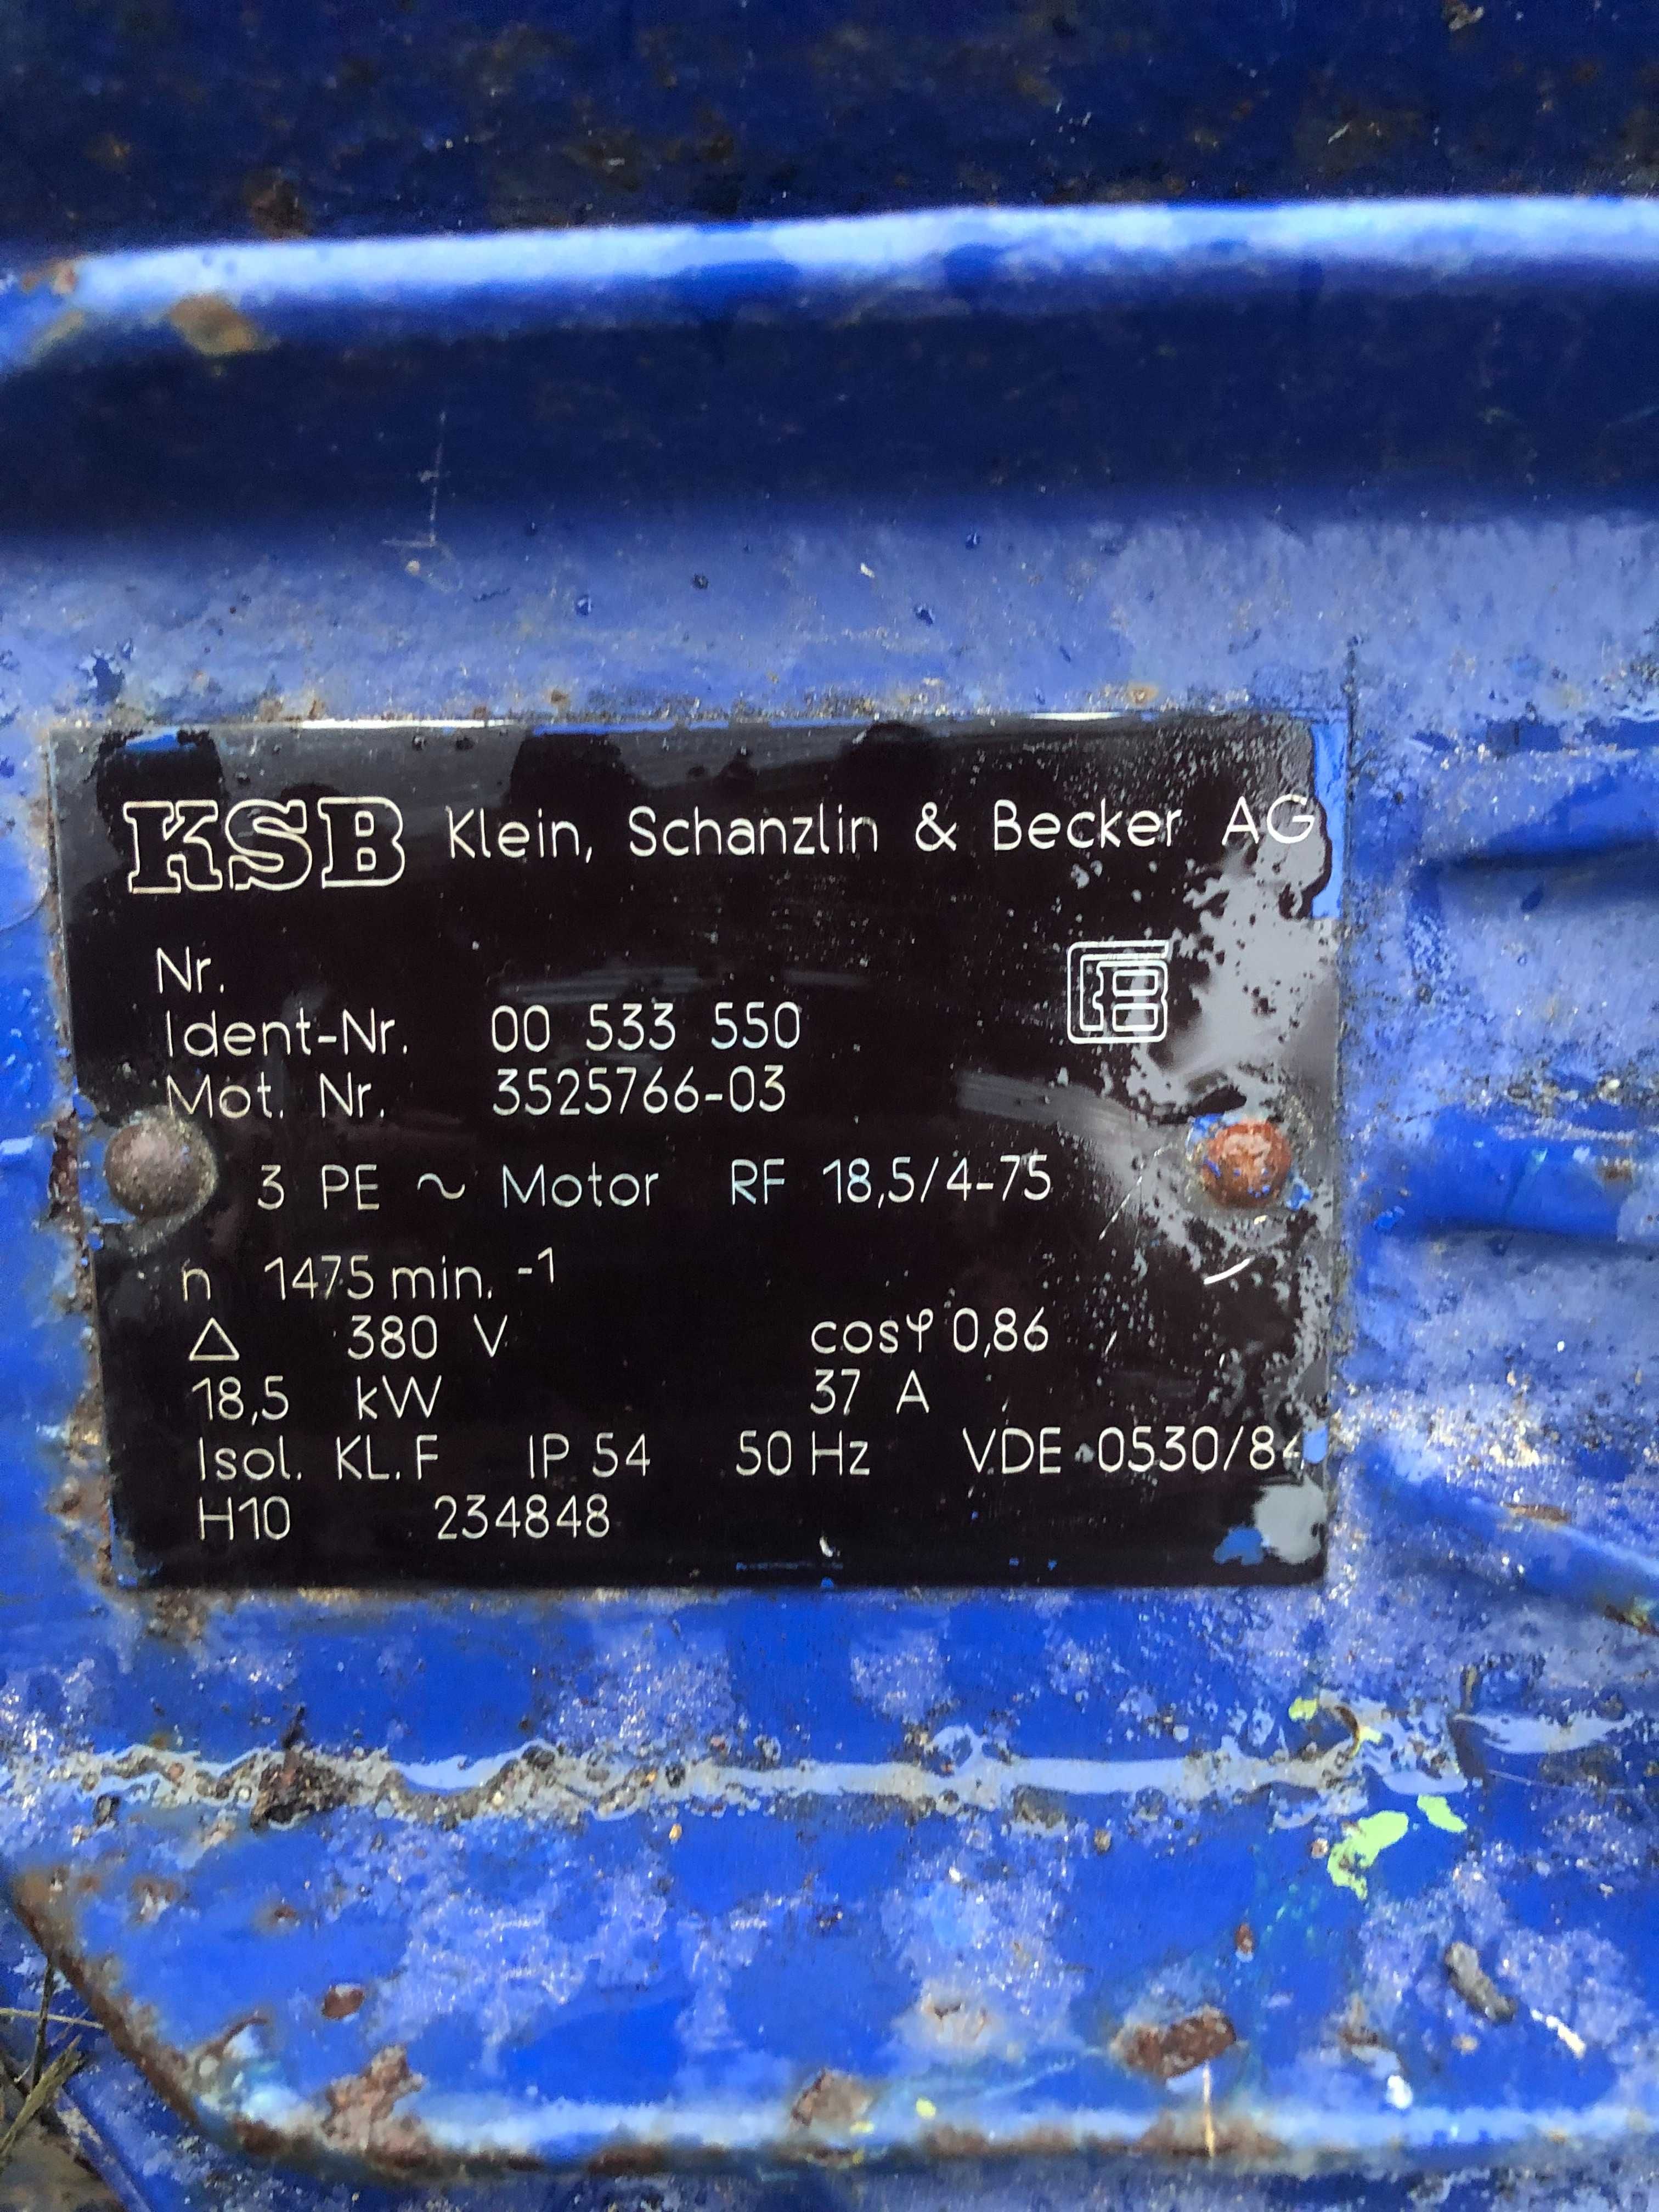 KSB Klein, Schanzlin & Becker AG
Nr.
Ident-Nr. 00 533 550
Mot. Nr. 3525766-03
3 PE ~ Motor RF 18,5/4-75
n 1475 min. -1
△ 380 V cosφ 0,86
18,5 kW 37 A
Isol. KL. F IP 54 50 Hz VDE 0530/84
H10 234848